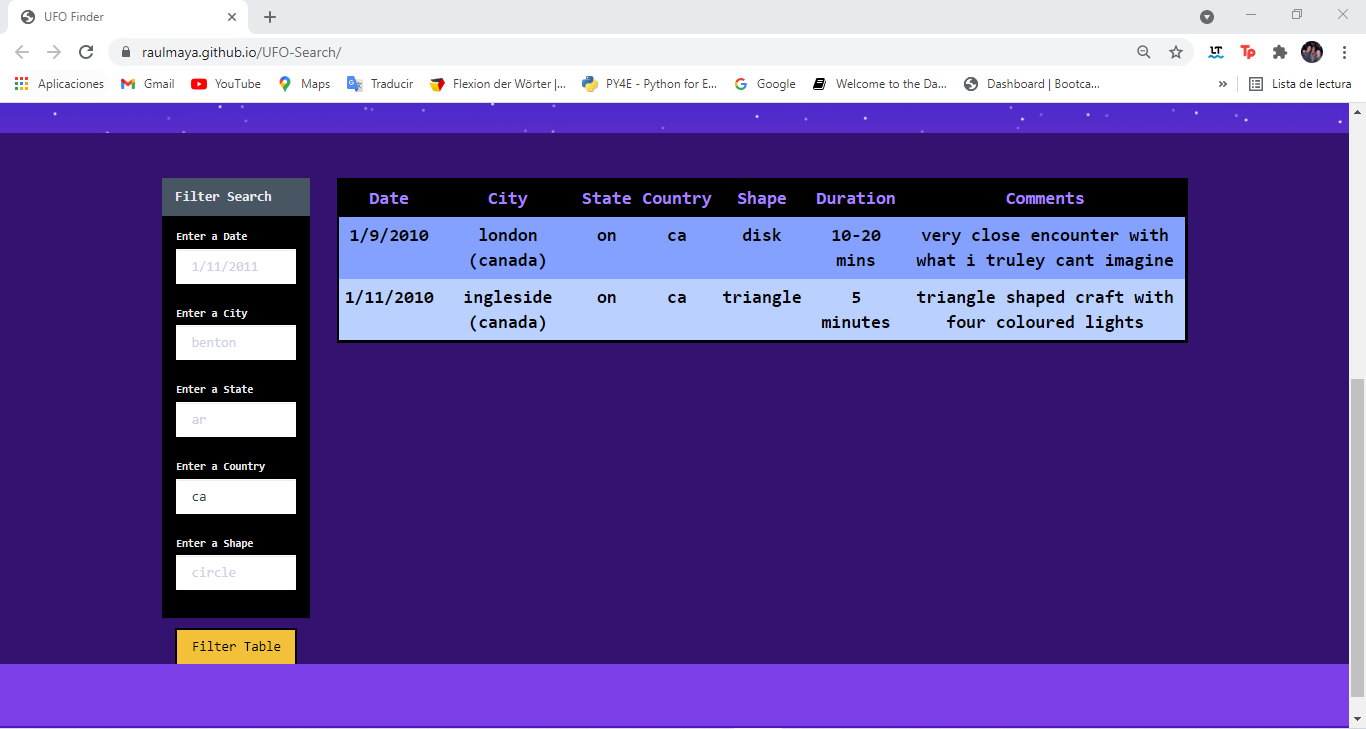 UFO Finder
raulmaya.github.io/UFO-Search/
LT
Tp
Aplicaciones Gmail YouTube Maps Traducir Flexion der Wörter |... PY4E - Python for E... Google Welcome to the Da... Dashboard | Bootca... » Lista de lectura
Filter Search
Enter a Date
1/11/2011
Enter a City
benton
Enter a State
ar
Enter a Country
ca
Enter a Shape
circle
Filter Table
Date City State Country Shape Duration Comments
1/9/2010 london on ca disk 10-20 very close encounter with
(canada) mins what i truley cant imagine
1/11/2010 ingleside on ca triangle 5 triangle shaped craft with
(canada) minutes four coloured lights